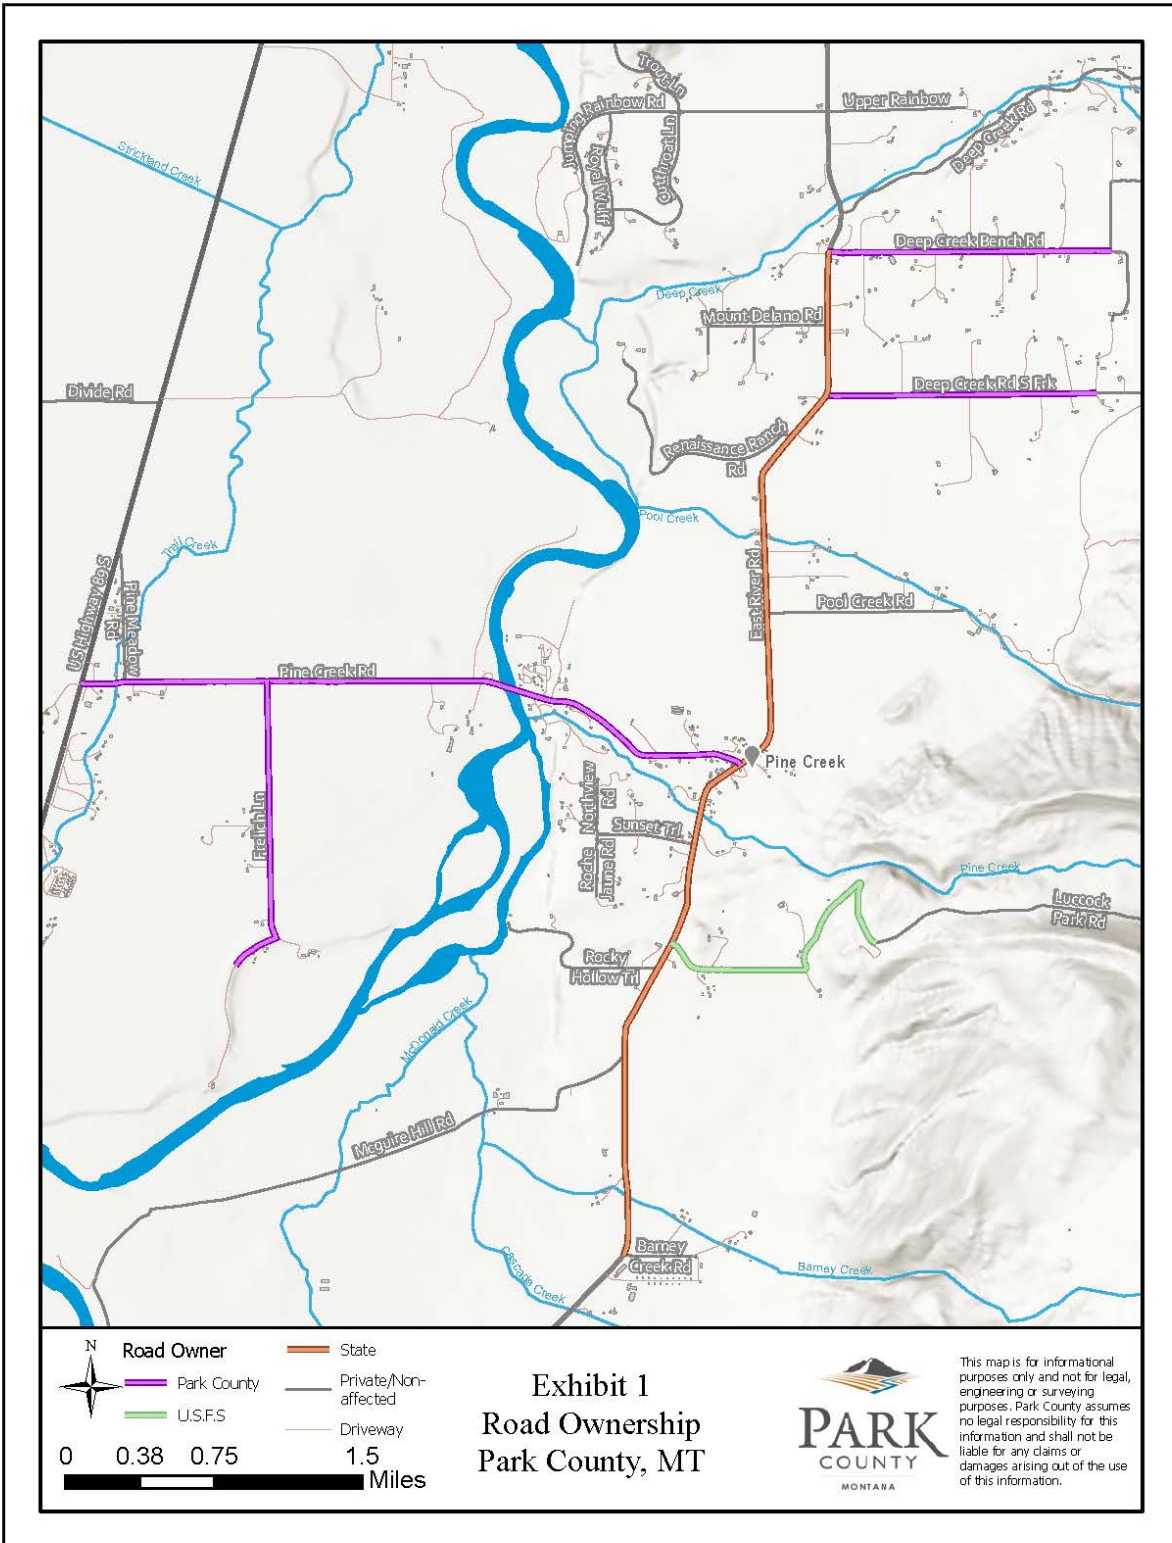 Trout Ln
Jumping Rainbow Rd
Upper Rainbow
Royal Wulff
Cutthroat Ln
Deep Creek Rd
Strickland Creek
Deep Creek Bench Rd
Deep Creek
Mount Delano Rd
Divide Rd
Deep Creek Rd S Frk
Renaissance Ranch
Rd
Pool Creek
Trail Creek
US Highway 89 S
Pine Meadow
Rd
East River Rd
Pool Creek Rd
Pine Creek Rd
Pine Creek
Northview
Rd
Frelich Ln
Sunset Trl
Roche
Jaune Rd
Pine Creek
Luccock
Park Rd
Rocky
Hollow Trl
McDonald Creek
Mcguire Hill Rd
Barney
Creek Rd
Cascade Creek
Barney Creek
N
Road Owner
Park County
U.S.F.S
State
Private/Non-
affected
Driveway
0 0.38 0.75 1.5
Miles
Exhibit 1
Road Ownership
Park County, MT
PARK
COUNTY
MONTANA
This map is for informational
purposes only and not for legal,
engineering or surveying
purposes. Park County assumes
no legal responsibility for this
information and shall not be
liable for any claims or
damages arising out of the use
of this information.